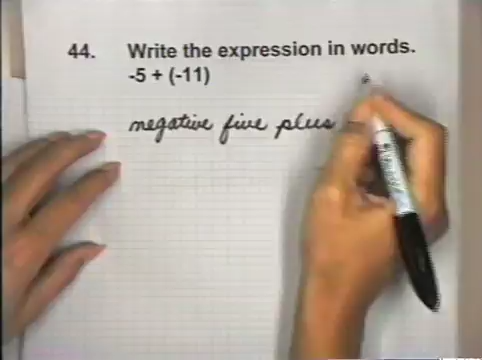 44. Write the expression in words.
-5 + (-11)
negative five plus